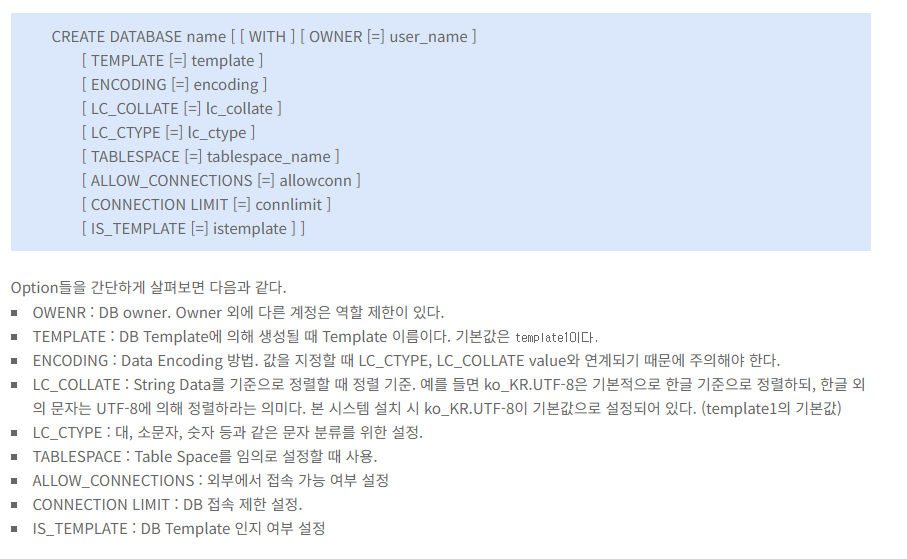 CREATE DATABASE name [ [ WITH ] [ OWNER [=] user_name ]
[ TEMPLATE [=] template ]
[ ENCODING [=] encoding ]
[ LC_COLLATE [=] lc_collate ]
[ LC_CTYPE [=] lc_ctype ]
[ TABLESPACE [=] tablespace_name ]
[ ALLOW_CONNECTIONS [=] allowconn ]
[ CONNECTION LIMIT [=] connlimit ]
[ IS_TEMPLATE [=] istemplate ] ]
Option들을 간단하게 살펴보면 다음과 같다.
▪ OWENR : DB owner. Owner 외에 다른 계정은 역할 제한이 있다.
▪ TEMPLATE : DB Template에 의해 생성될 때 Template 이름이다. 기본값은 template1이다.
▪ ENCODING : Data Encoding 방법. 값을 지정할 때 LC_CTYPE, LC_COLLATE value와 연계되기 때문에 주의해야 한다.
▪ LC_COLLATE : String Data를 기준으로 정렬할 때 정렬 기준. 예를 들면 ko_KR.UTF-8은 기본적으로 한글 기준으로 정렬하되, 한글 외
의 문자는 UTF-8에 의해 정렬하라는 의미다. 본 시스템 설치 시 ko_KR.UTF-8이 기본값으로 설정되어 있다. (template1의 기본값)
▪ LC_CTYPE : 대, 소문자, 숫자 등과 같은 문자 분류를 위한 설정.
▪ TABLESPACE : Table Space를 임의로 설정할 때 사용.
▪ ALLOW_CONNECTIONS : 외부에서 접속 가능 여부 설정
▪ CONNECTION LIMIT : DB 접속 제한 설정.
▪ IS_TEMPLATE : DB Template 인지 여부 설정